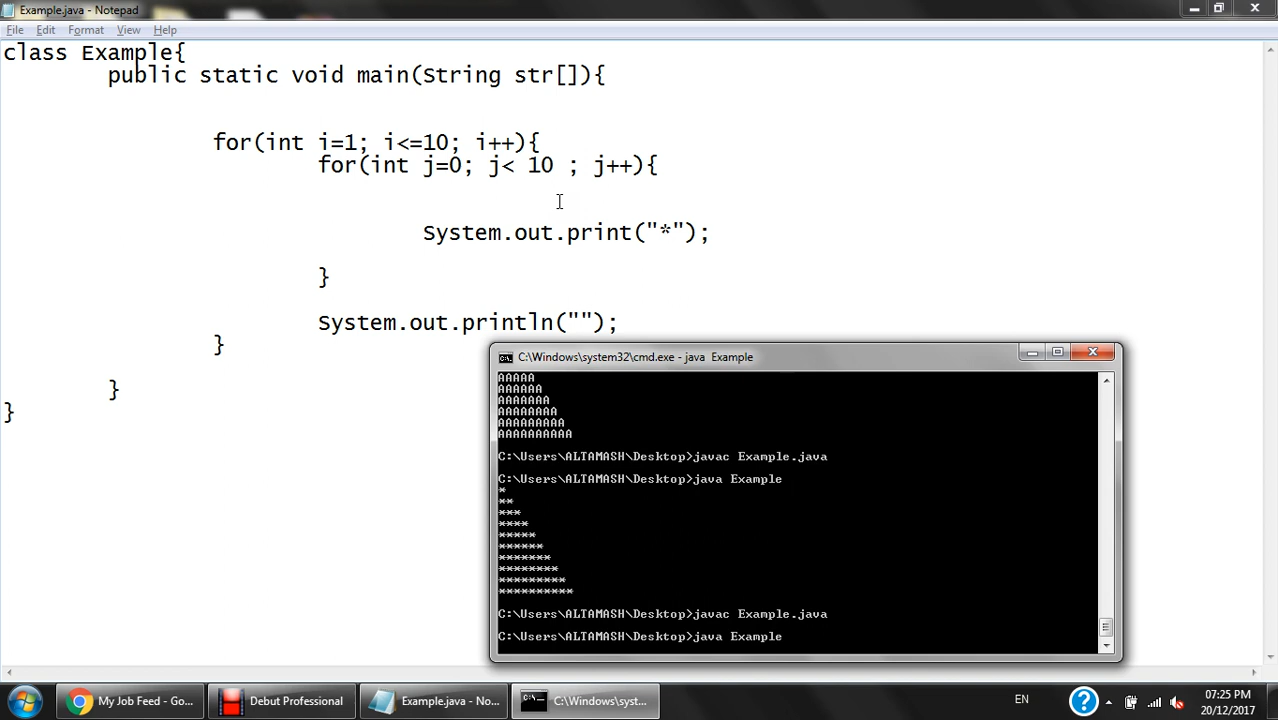 Example.java - Notepad
File Edit Format View Help
class Example{
public static void main(String str[]){
for(int i=1; i<=10; i++){
for(int j=0; j< 10 ; j++){
System.out.print("*");
}
System.out.println("");
}
}
}
C:\Windows\system32\cmd.exe - java Example
AAAAA
AAAAAA
AAAAAAA
AAAAAAAA
AAAAAAAAA
AAAAAAAAAA
C:\Users\ALTAMASH\Desktop>javac Example.java
C:\Users\ALTAMASH\Desktop>java Example
*
**
***
****
*****
******
*******
********
*********
**********
C:\Users\ALTAMASH\Desktop>javac Example.java
C:\Users\ALTAMASH\Desktop>java Example
My Job Feed - Go... Debut Professional Example.java - No... C:\Windows\syst... EN 07:25 PM
20/12/2017